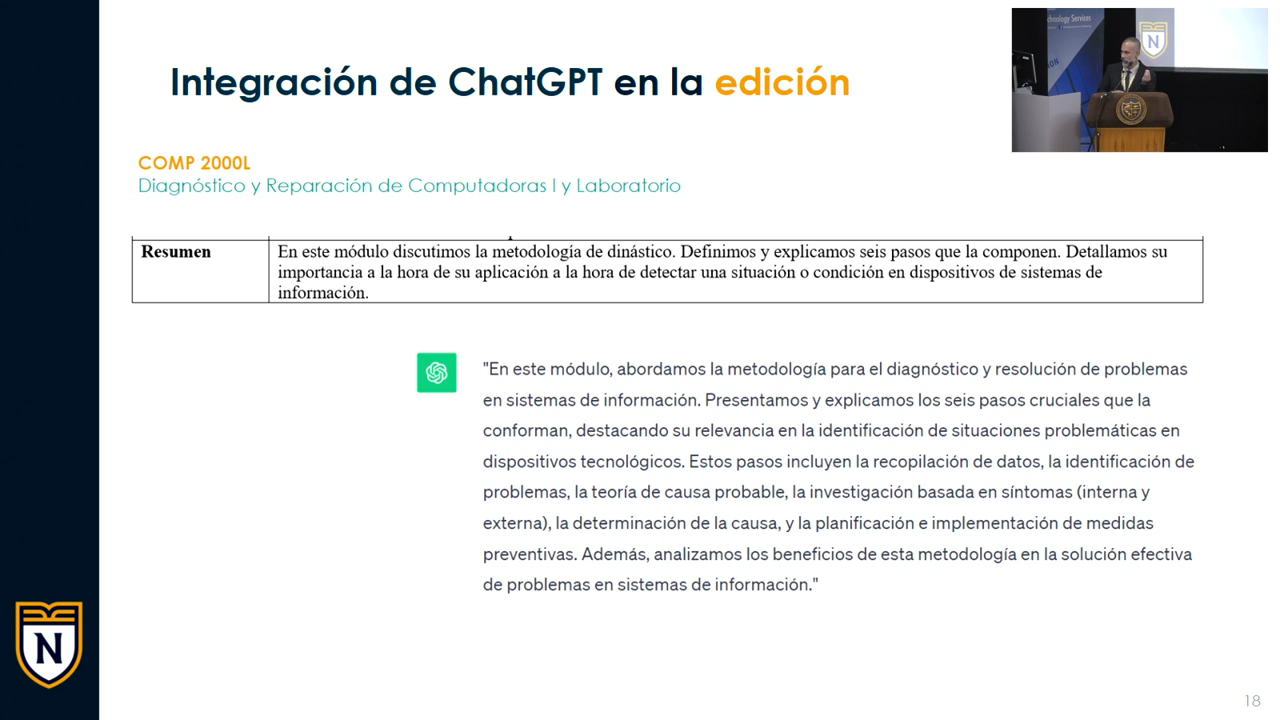 Integración de ChatGPT en la edición
chnology Services
N
COMP 2000L
Diagnóstico y Reparación de Computadoras I y Laboratorio
Resumen
En este módulo discutimos la metodología de dinástico. Definimos y explicamos seis pasos que la componen. Detallamos su
importancia a la hora de su aplicación a la hora de detectar una situación o condición en dispositivos de sistemas de
información.
"En este módulo, abordamos la metodología para el diagnóstico y resolución de problemas
en sistemas de información. Presentamos y explicamos los seis pasos cruciales que la
conforman, destacando su relevancia en la identificación de situaciones problemáticas en
dispositivos tecnológicos. Estos pasos incluyen la recopilación de datos, la identificación de
problemas, la teoría de causa probable, la investigación basada en síntomas (interna y
externa), la determinación de la causa, y la planificación e implementación de medidas
preventivas. Además, analizamos los beneficios de esta metodología en la solución efectiva
de problemas en sistemas de información."
N
18